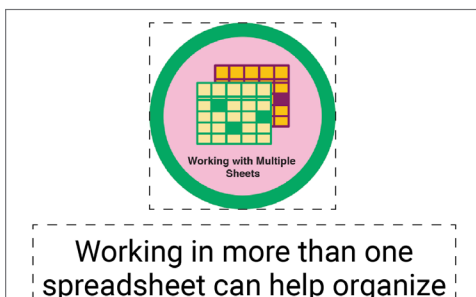 Working with Multiple
Sheets
Working in more than one
spreadsheet can help organize